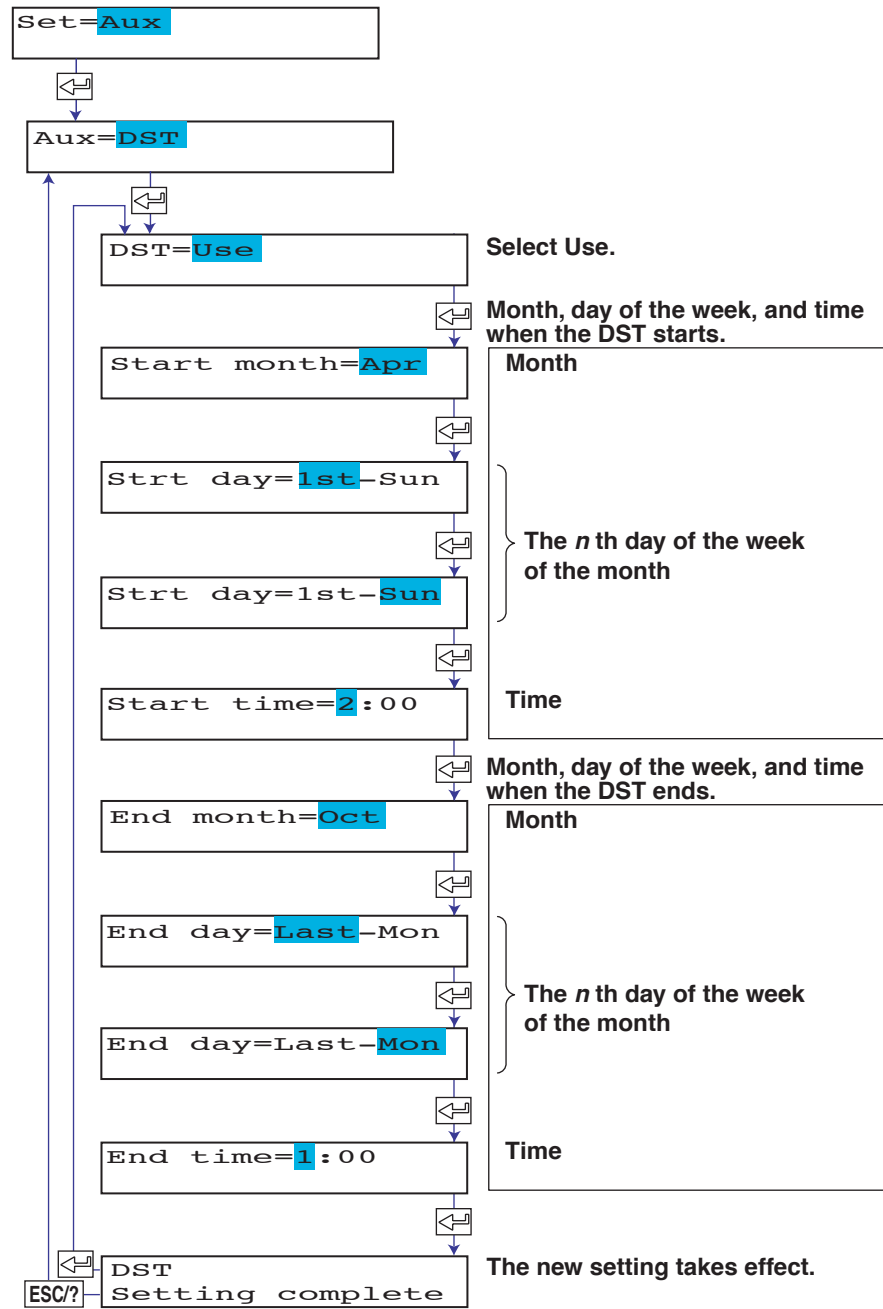 Set=Aux
Aux=DST
DST=Use
Select Use.
Month, day of the week, and time
when the DST starts.
Start month=Apr
Month
Strt day=1st-Sun
The n th day of the week
of the month
Strt day=1st-Sun
Start time=2:00
Time
Month, day of the week, and time
when the DST ends.
End month=Oct
Month
End day=Last-Mon
The n th day of the week
of the month
End day=Last-Mon
End time=1:00
Time
DST
Setting complete
The new setting takes effect.
ESC/?